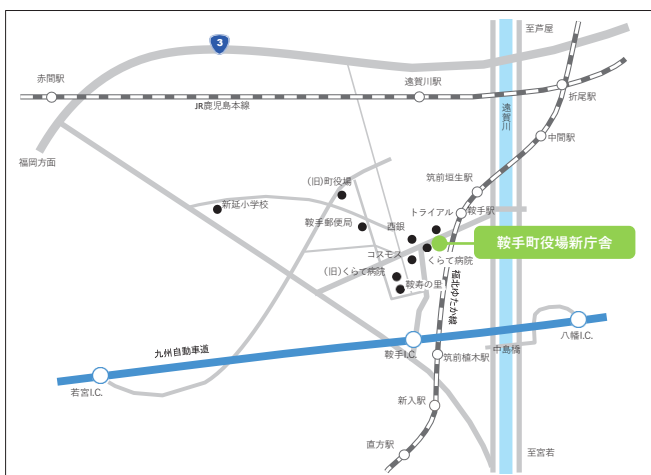 至芦屋
3
赤間駅
遠賀川駅
JR鹿児島本線
折尾駅
遠賀川
中間駅
福岡方面
筑前垣生駅
(旧)町役場
新延小学校
トライアル
鞍手駅
鞍手郵便局
西銀
鞍手町役場新庁舎
コスモス
くらて病院
(旧)くらて病院
鞍寿の里
福北ゆたか線
八幡I.C.
九州自動車道
鞍手I.C.
中島橋
筑前植木駅
若宮I.C.
新入駅
直方駅
至宮若